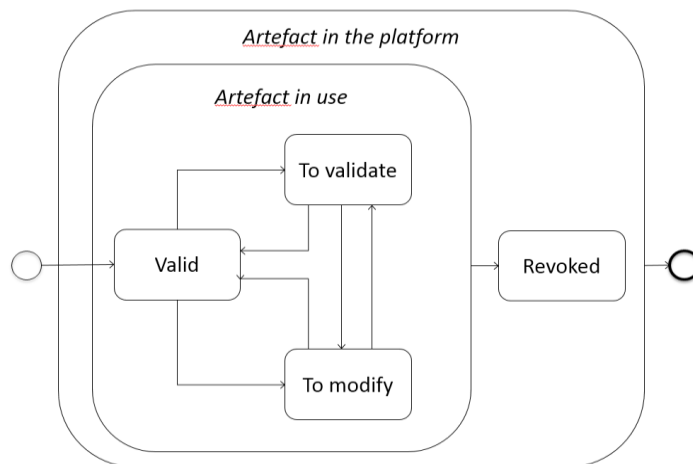 Artefact in the platform
Artefact in use
To validate
Valid
Revoked
To modify